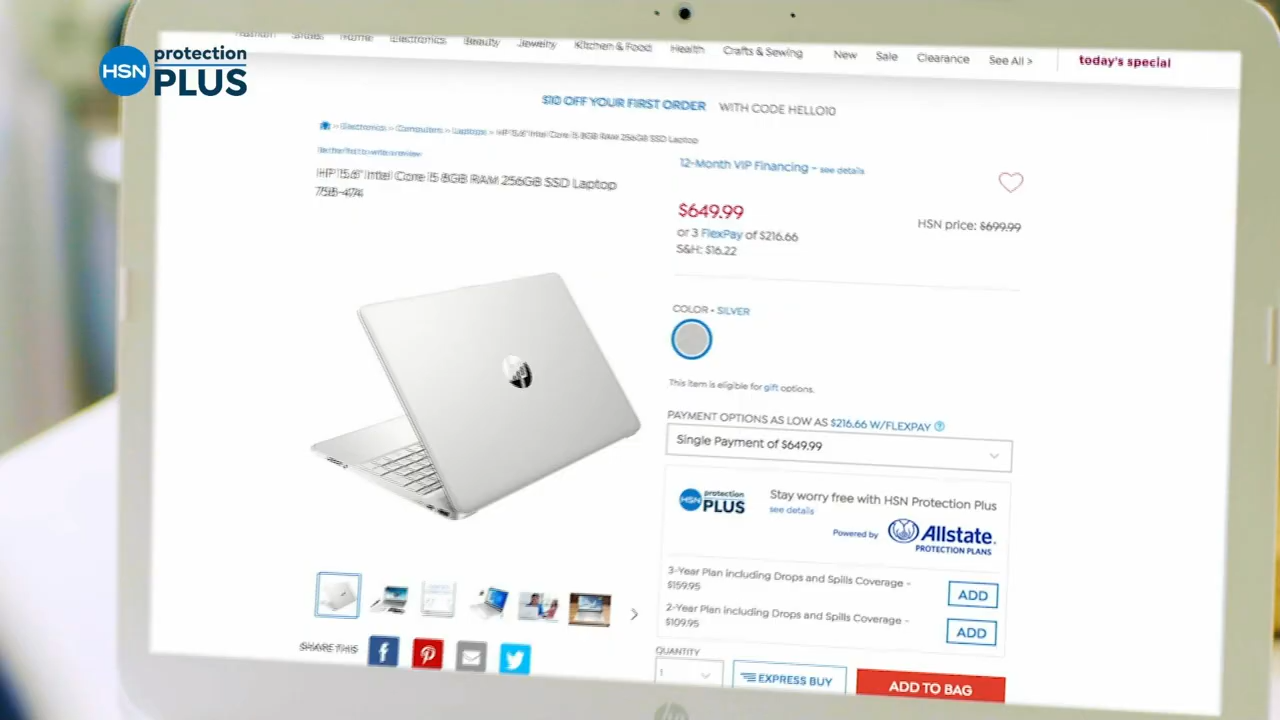 HSN protection PLUS
Fashion Shoes Home Electronics Beauty Jewelry Kitchen & Food Health Crafts & Sewing New Sale Clearance See All > today's special
$10 OFF YOUR FIRST ORDER WITH CODE HELLO10
> Electronics > Computers > Laptops > HP 15.6" Intel Core i5 8GB RAM 256GB SSD Laptop
Be the first to write a review
12-Month VIP Financing - see details
HP 15.6" Intel Core i5 8GB RAM 256GB SSD Laptop
758-474
$649.99
HSN price: $699.99
or 3 FlexPay of $216.66
S&H: $16.22
COLOR - SILVER
This item is eligible for gift options.
PAYMENT OPTIONS AS LOW AS $216.66 W/FLEXPAY ?
Single Payment of $649.99
HSN protection PLUS
Stay worry free with HSN Protection Plus
see details
Powered by Allstate.
PROTECTION PLANS
3-Year Plan including Drops and Spills Coverage -
$159.95
ADD
2-Year Plan including Drops and Spills Coverage -
$109.95
ADD
SHARE THIS
QUANTITY
1
EXPRESS BUY
ADD TO BAG
hp